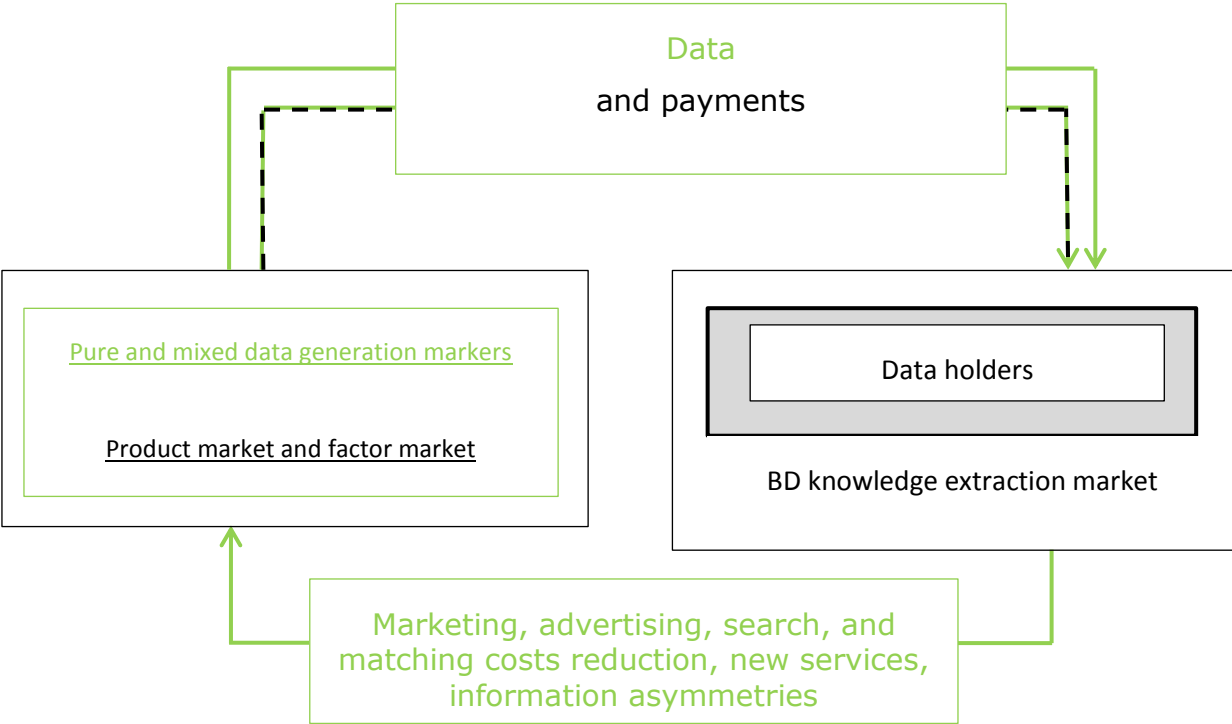 Data
and payments
Pure and mixed data generation markers
Product market and factor market
Data holders
BD knowledge extraction market
Marketing, advertising, search, and
matching costs reduction, new services,
information asymmetries